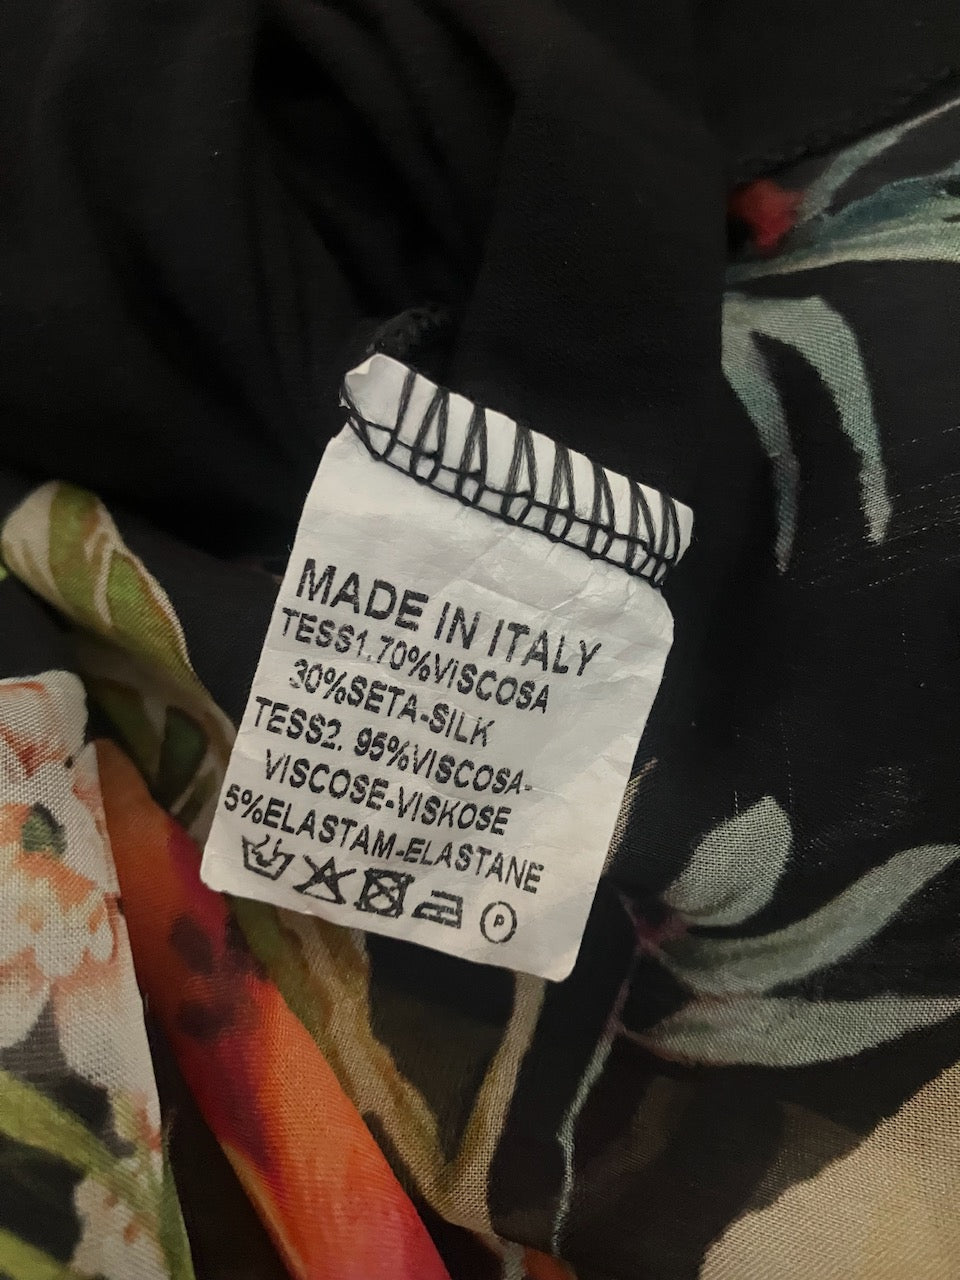 MADE IN ITALY
TESS1.70%VISCOSA
30%SETA-SILK
TESS2. 95%VISCOSA-
VISCOSE-VISKOSE
5%ELASTAM-ELASTANE
P